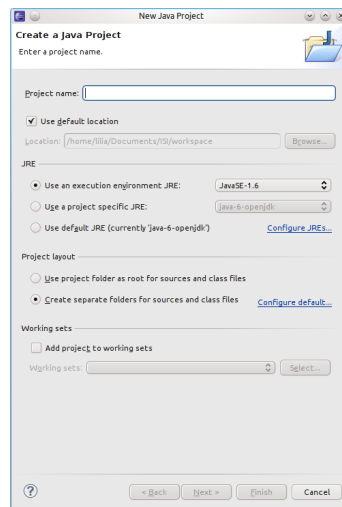 New Java Project
Create a Java Project
Enter a project name.
Project name:
Use default location
Location: /home/lilia/Documents/ISI/workspace Browse...
JRE
Use an execution environment JRE: JavaSE-1.6
Use a project specific JRE: java-6-openjdk
Use default JRE (currently 'java-6-openjdk') Configure JREs...
Project layout
Use project folder as root for sources and class files
Create separate folders for sources and class files Configure default...
Working sets
Add project to working sets
Working sets: Select...
? < Back Next > Finish Cancel